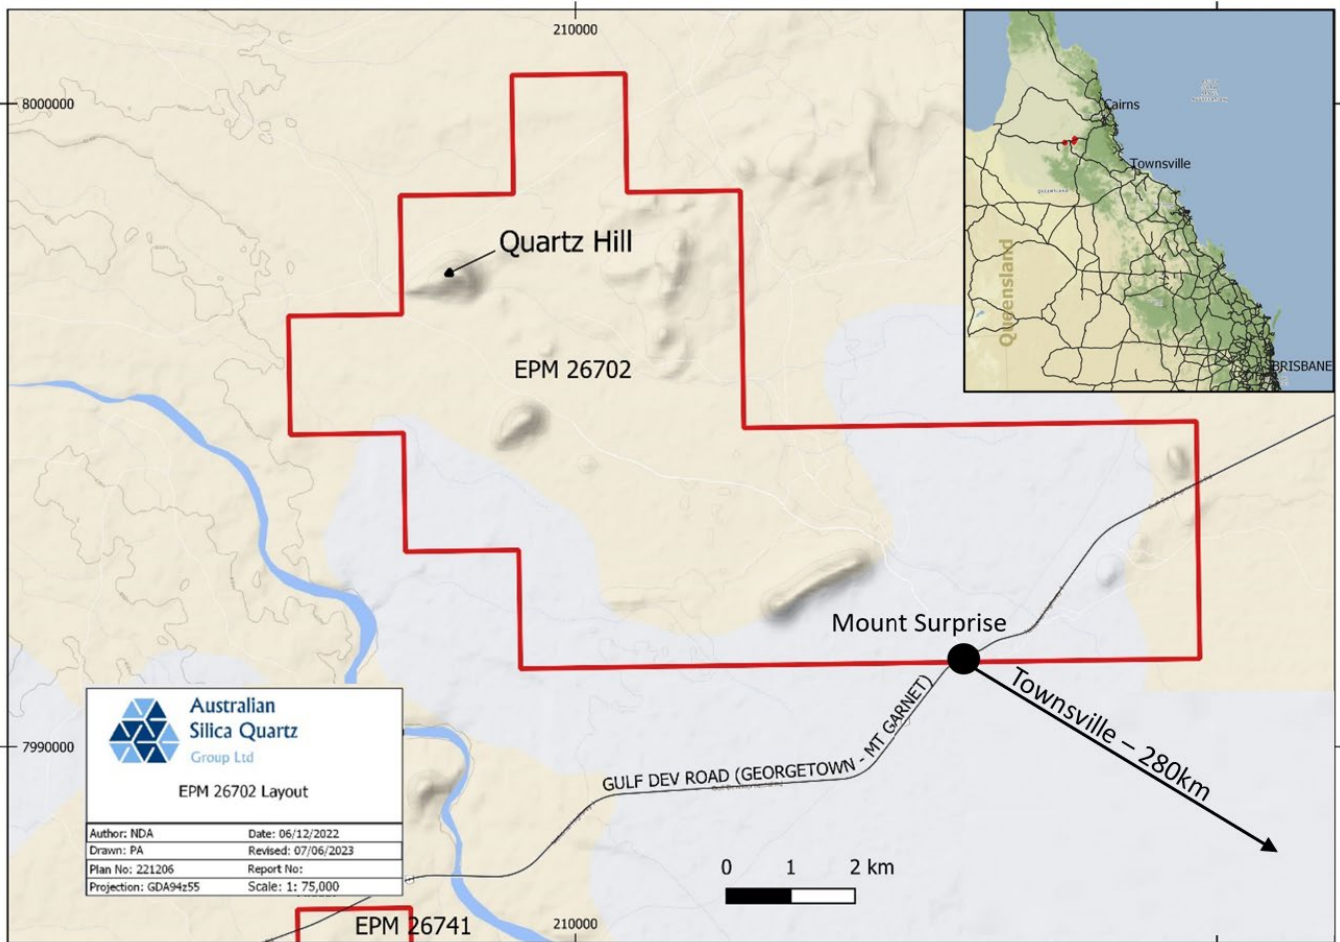 210000
8000000
Cairns
Townsville
Queensland
BRISBANE
Quartz Hill
EPM 26702
Mount Surprise
Townsville – 280km
GULF DEV ROAD (GEORGETOWN - MT GARNET)
7990000
Australian
Silica Quartz
Group Ltd
EPM 26702 Layout
Author: NDA Date: 06/12/2022
Drawn: PA Revised: 07/06/2023
Plan No: 221206 Report No:
Projection: GDA94z55 Scale: 1: 75,000
0 1 2 km
EPM 26741
210000